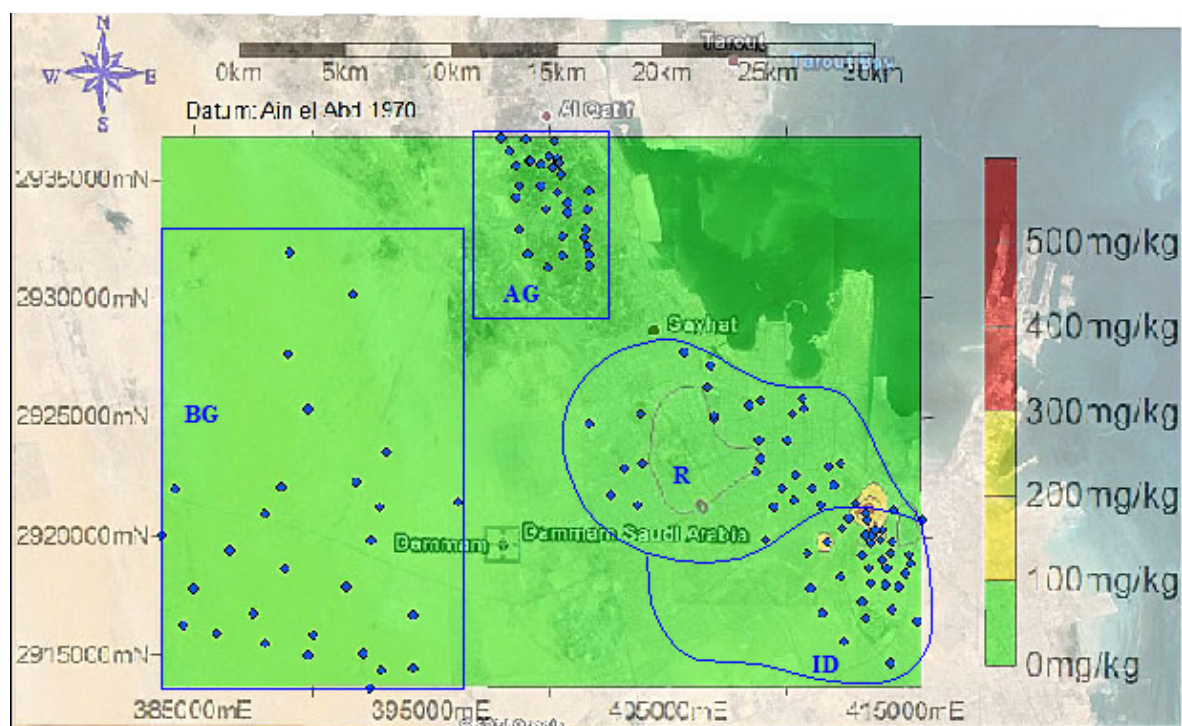 N
W E
S
Tarout
Tarout Bay
0km 5km 10km 15km 20km 25km 30km
Datum: Ain el Abd 1970
Al Qatif
2935000mN
500mg/kg
2930000mN
AG
Sayhat
400mg/kg
300mg/kg
2925000mN
BG
R
200mg/kg
2920000mN
Dammam
Dammam Saudi Arabia
100mg/kg
2915000mN
ID
0mg/kg
385000mE 395000mE 405000mE 415000mE